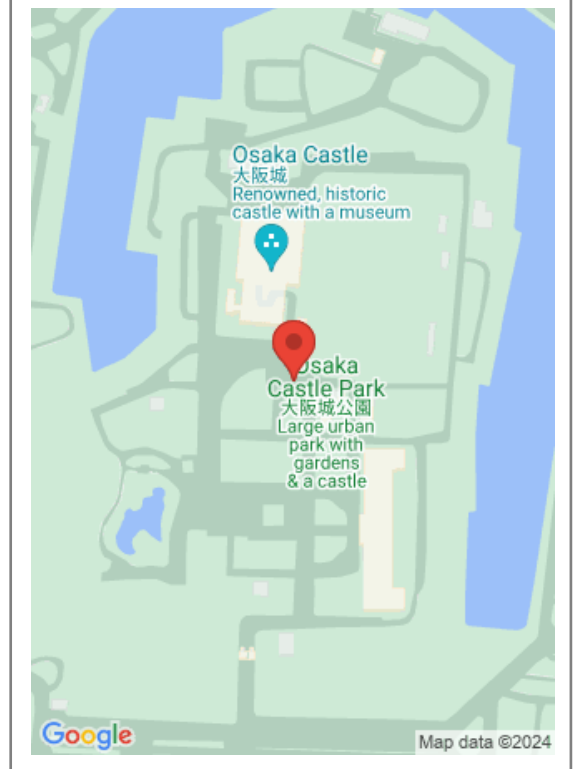 Osaka Castle
大阪城
Renowned, historic
castle with a museum
Osaka
Castle Park
大阪城公園
Large urban
park with
gardens
& a castle
Google
Map data ©2024